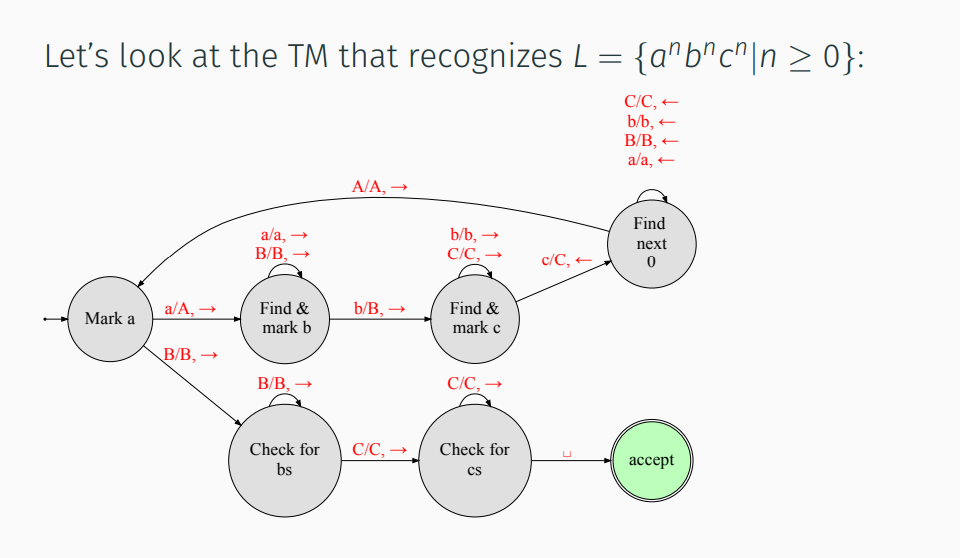 Let's look at the TM that recognizes L = {aⁿbⁿcⁿ|n ≥ 0}:
C/C, ←
b/b, ←
B/B, ←
a/a, ←
A/A, →
Find
next
0
a/a, →
B/B, →
b/b, →
C/C, →
c/C, ←
Mark a
a/A, →
Find &
mark b
b/B, →
Find &
mark c
B/B, →
B/B, →
C/C, →
Check for
bs
C/C, →
Check for
cs
␣
accept